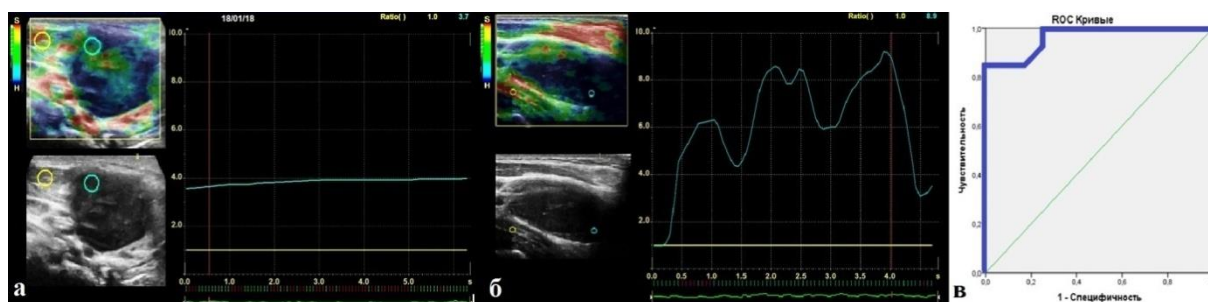 18/01/18
Ratio( ) 1.0 3.7
S
H
10.0
8.0
6.0
4.0
2.0
0.0 1.0 2.0 3.0 4.0 5.0 s
а
Ratio( ) 1.0 8.9
S
H
10.0
8.0
6.0
4.0
2.0
0.0 0.5 1.0 1.5 2.0 2.5 3.0 3.5 4.0 4.5 s
б
ROC Кривые
Чувствительность
1,0
0,8
0,6
0,4
0,2
0,0
0,0 0,2 0,4 0,6 0,8 1,0
1 - Специфичность
в